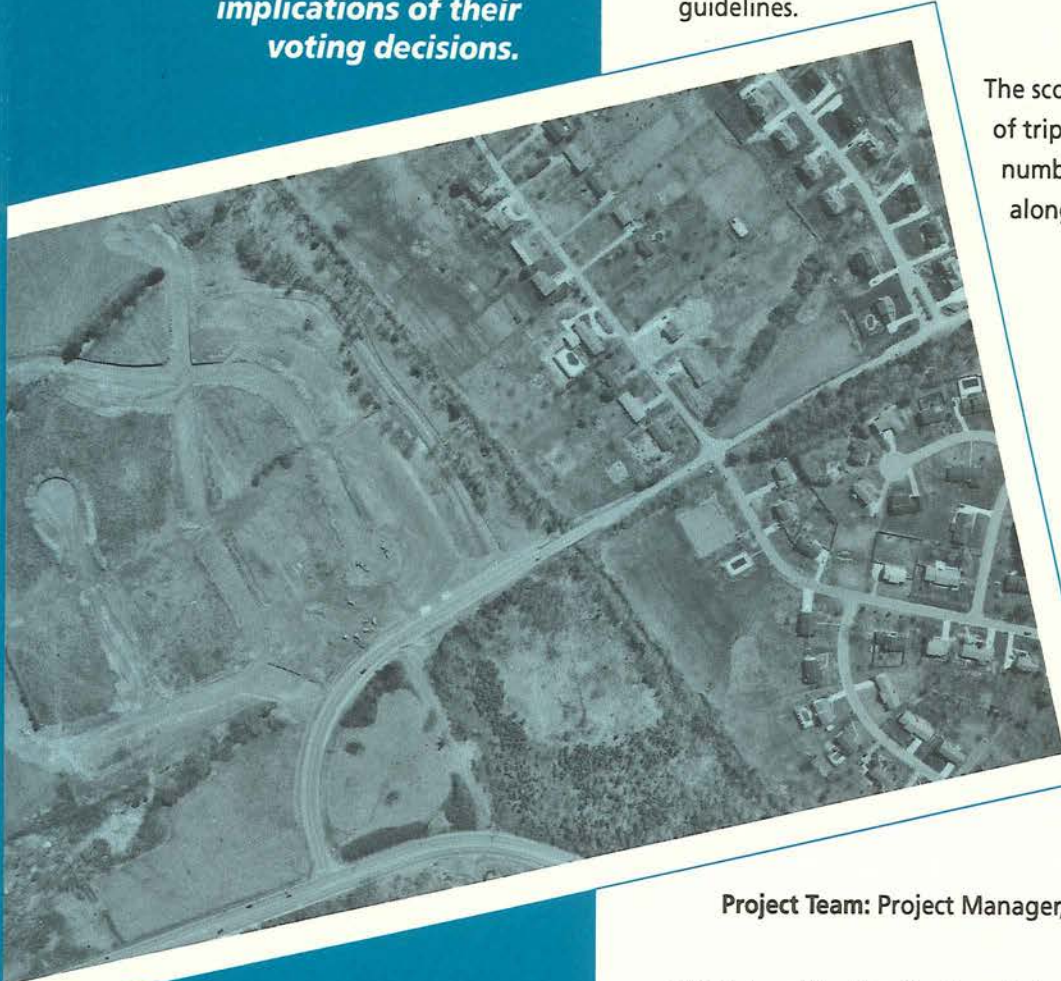 implications of their
voting decisions.
guidelines.
The sco
of trip
numb
along
Project Team: Project Manager,